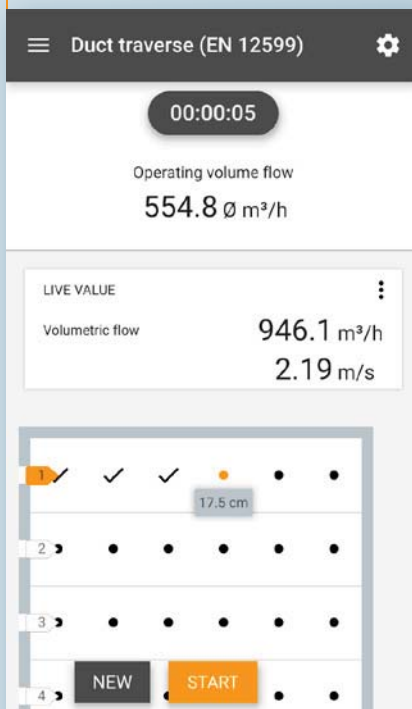 Duct traverse (EN 12599)
00:00:05
Operating volume flow
554.8 Ø m³/h
LIVE VALUE
Volumetric flow 946.1 m³/h
2.19 m/s
1
17.5 cm
2
3
4
NEW START